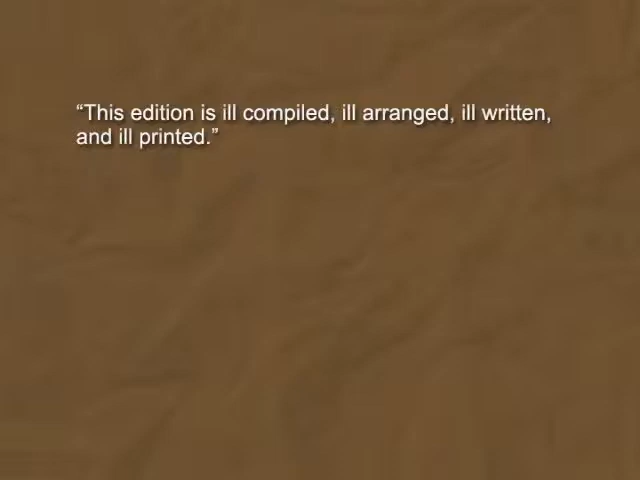 “This edition is ill compiled, ill arranged, ill written,
and ill printed.”